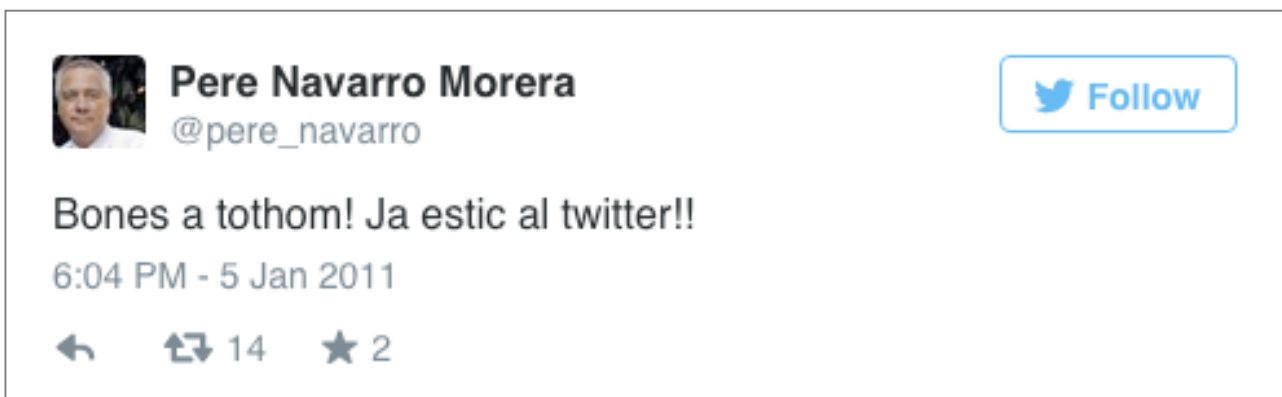 Pere Navarro Morera
@pere_navarro
Follow
Bones a tothom! Ja estic al twitter!!
6:04 PM - 5 Jan 2011
14 2